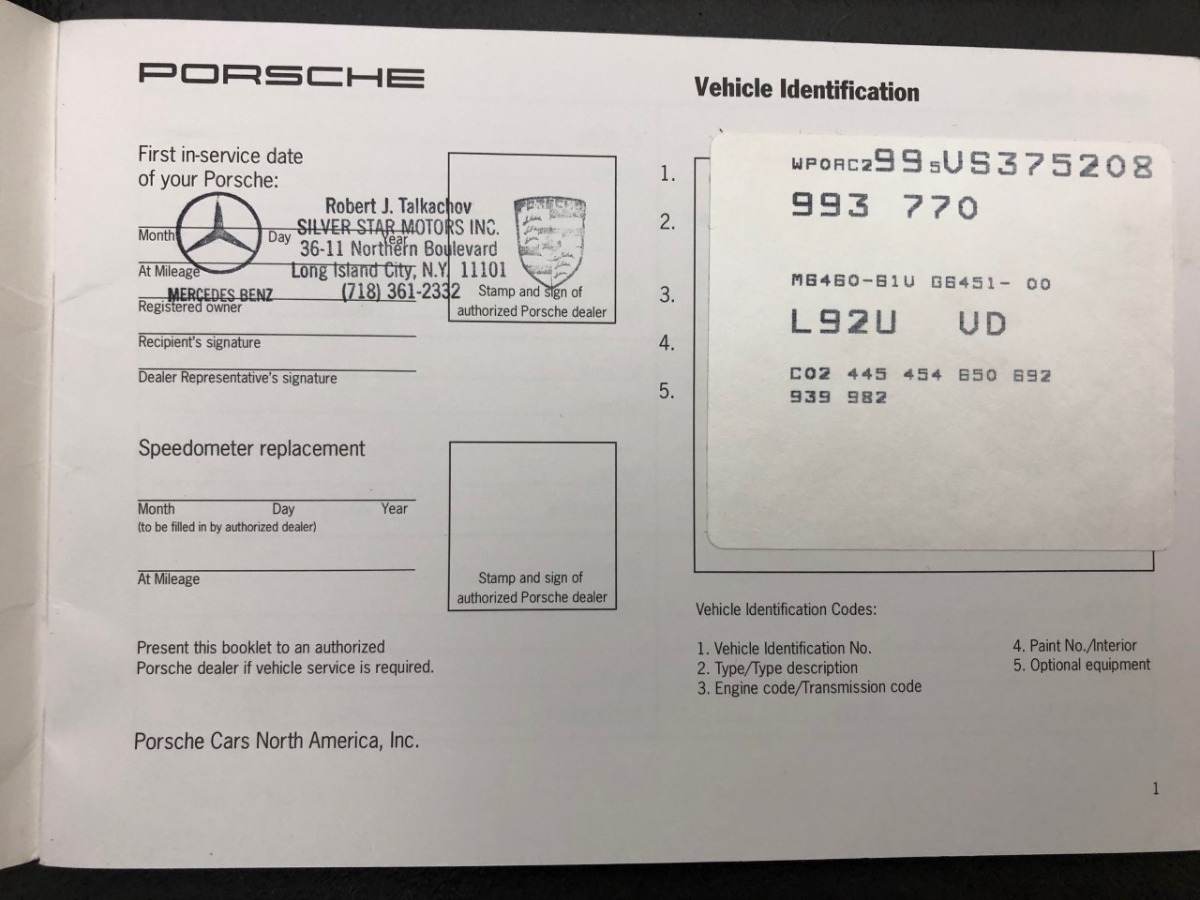 PORSCHE
First in-service date
of your Porsche:
Month Day Year
At Mileage
Registered owner
Recipient's signature
Dealer Representative's signature
Robert J. Talkachov
SILVER STAR MOTORS INC.
36-11 Northern Boulevard
Long Island City, N.Y. 11101
(718) 361-2332
MERCEDES BENZ
PORSCHE
Stamp and sign of
authorized Porsche dealer
Speedometer replacement
Month Day Year
(to be filled in by authorized dealer)
At Mileage
Stamp and sign of
authorized Porsche dealer
Present this booklet to an authorized
Porsche dealer if vehicle service is required.
Porsche Cars North America, Inc.
Vehicle Identification
1. WP0AC2995VS375208
2. 993 770
3. M6460-61V G6451- 00
4. L92U VD
5. C02 445 454 650 692
939 982
Vehicle Identification Codes:
1. Vehicle Identification No.
2. Type/Type description
3. Engine code/Transmission code
4. Paint No./Interior
5. Optional equipment
1